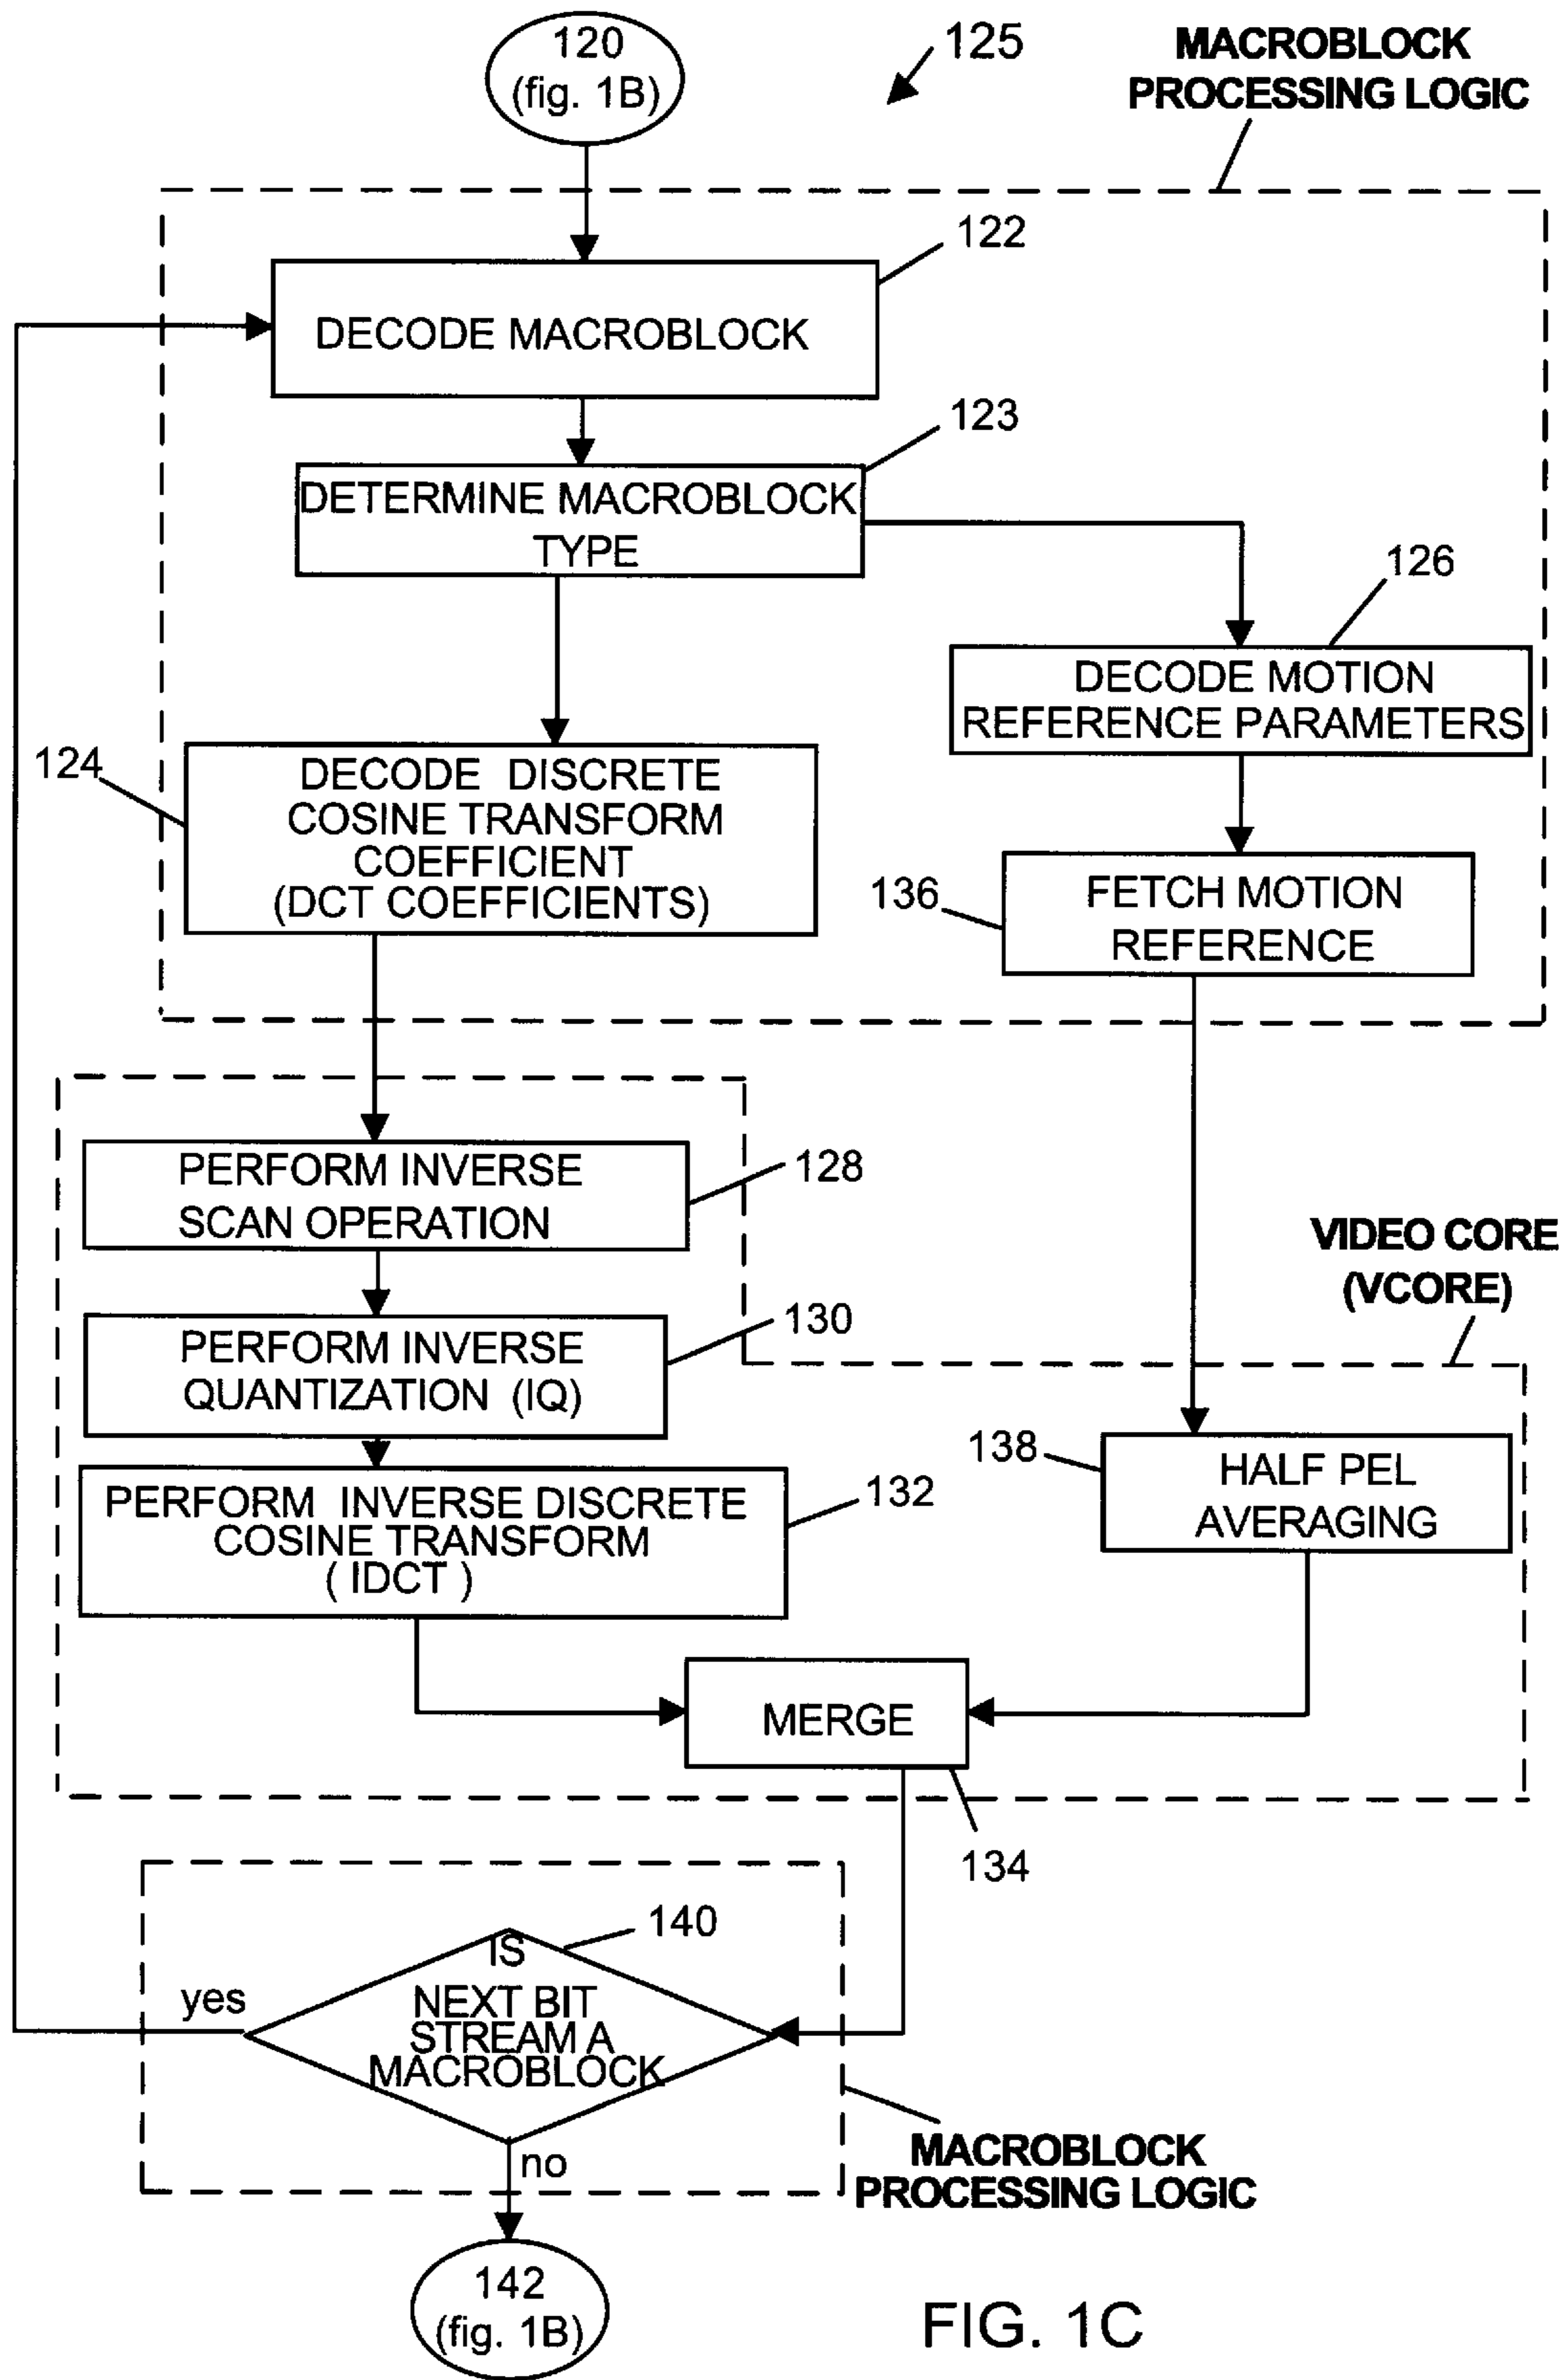 120
(fig. 1B)
125
MACROBLOCK
PROCESSING LOGIC
122
DECODE MACROBLOCK
123
DETERMINE MACROBLOCK
TYPE
126
DECODE MOTION
REFERENCE PARAMETERS
124
DECODE DISCRETE
COSINE TRANSFORM
COEFFICIENT
(DCT COEFFICIENTS)
136
FETCH MOTION
REFERENCE
PERFORM INVERSE
SCAN OPERATION
128
VIDEO CORE
(VCORE)
PERFORM INVERSE
QUANTIZATION (IQ)
130
138
HALF PEL
AVERAGING
PERFORM INVERSE DISCRETE
COSINE TRANSFORM
( IDCT )
132
MERGE
134
140
IS
NEXT BIT
STREAM A
MACROBLOCK
yes
no
MACROBLOCK
PROCESSING LOGIC
142
(fig. 1B)
FIG. 1C